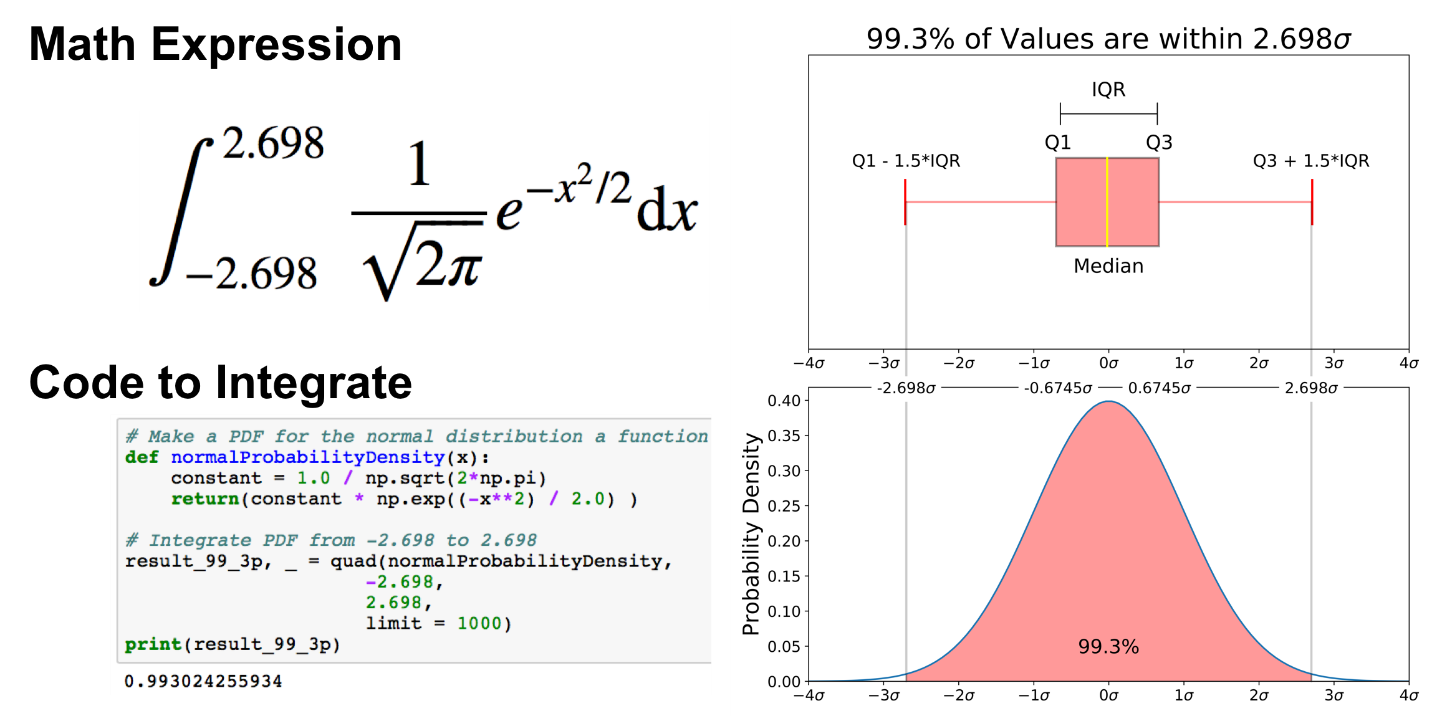 Math Expression
∫ 2.698 −2.698 1 √2π e −x²/2 dx
Code to Integrate
# Make a PDF for the normal distribution a function
def normalProbabilityDensity(x):
    constant = 1.0 / np.sqrt(2*np.pi)
    return(constant * np.exp((-x**2) / 2.0) )
# Integrate PDF from -2.698 to 2.698
result_99_3p, _ = quad(normalProbabilityDensity,
                     -2.698,
                     2.698,
                     limit = 1000)
print(result_99_3p)
0.993024255934
99.3% of Values are within 2.698σ
IQR
Q1 Q3
Q1 - 1.5*IQR Q3 + 1.5*IQR
Median
−4σ −3σ −2σ −1σ 0σ 1σ 2σ 3σ 4σ
-2.698σ -0.6745σ 0.6745σ 2.698σ
Probability Density
0.40
0.35
0.30
0.25
0.20
0.15
0.10
0.05
0.00
99.3%
−4σ −3σ −2σ −1σ 0σ 1σ 2σ 3σ 4σ